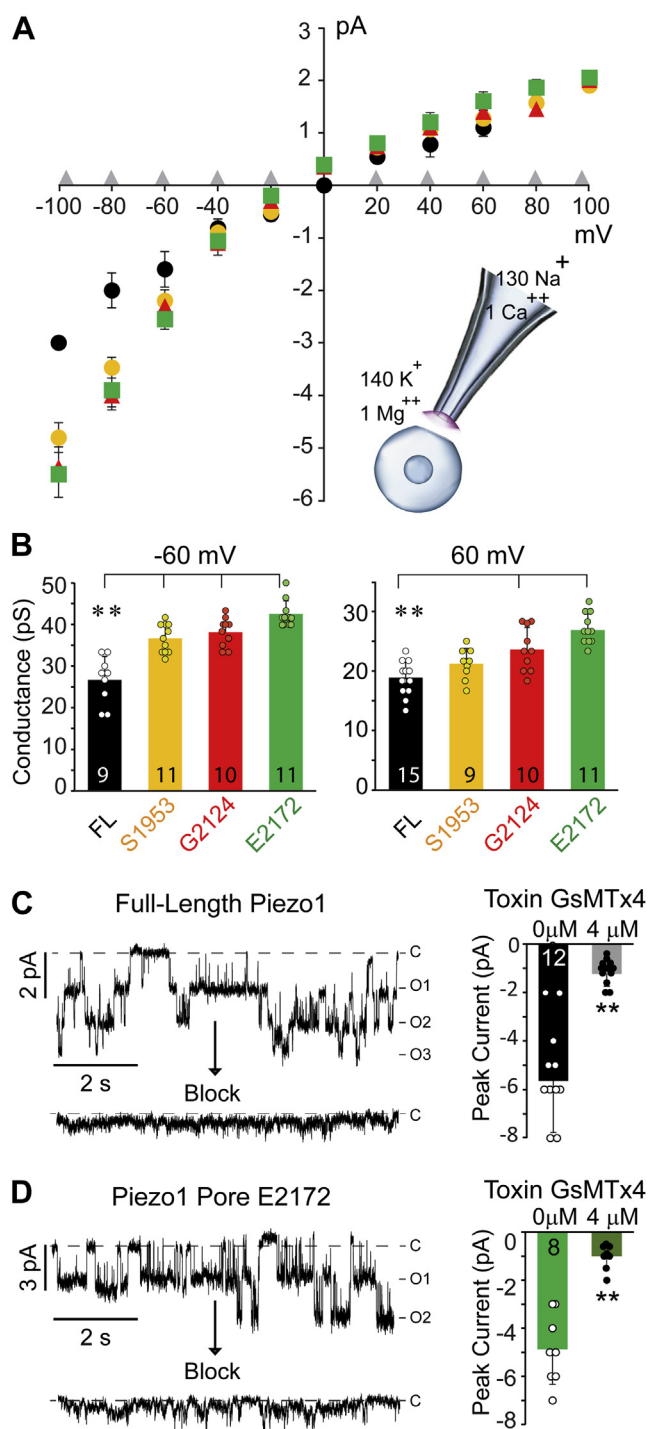 A
pA
3
2
1
-100 -80 -60 -40 20 40 60 80 100
mV
-1
-2
-3
-4
-5
-6
130 Na+
1 Ca++
140 K+
1 Mg++
B
-60 mV
60 mV
Conductance (pS)
50
40
30
20
10
0
**
9 11 10 11
FL S1953 G2124 E2172
30
20
10
0
**
15 9 10 11
FL S1953 G2124 E2172
C
Full-Length Piezo1
2 pA
C
O1
O2
O3
2 s
Block
C
Toxin GsMTx4
0μM 4 μM
Peak Current (pA)
0
-2
-4
-6
-8
12
**
D
Piezo1 Pore E2172
3 pA
C
O1
O2
2 s
Block
C
Toxin GsMTx4
0μM 4 μM
Peak Current (pA)
0
-2
-4
-6
-8
8
**